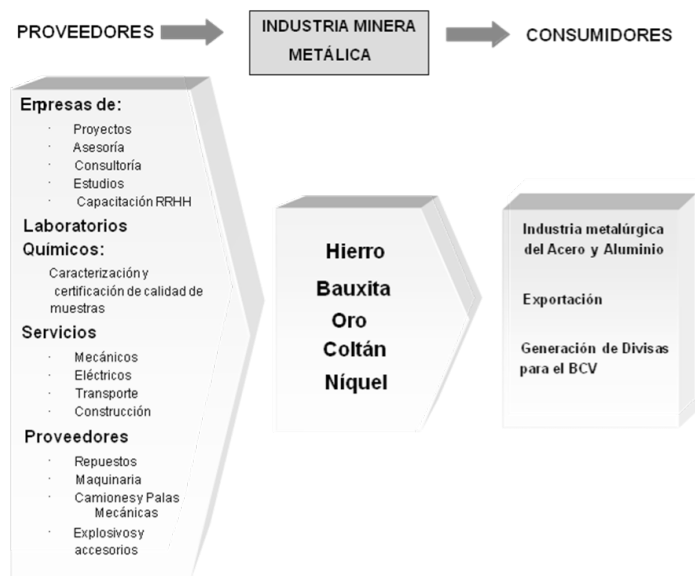 PROVEEDORES
INDUSTRIA MINERA
METÁLICA
CONSUMIDORES
Empresas de:
· Proyectos
· Asesoría
· Consultoría
· Estudios
· Capacitación RRHH
Laboratorios
Químicos:
Caracterización y
certificación de calidad de
muestras
Servicios
· Mecánicos
· Eléctricos
· Transporte
· Construcción
Proveedores
· Repuestos
· Maquinaria
· Camiones y Palas
Mecánicas
· Explosivos y
accesorios
Hierro
Bauxita
Oro
Coltán
Níquel
Industria metalúrgica
del Acero y Aluminio
Exportación
Generación de Divisas
para el BCV